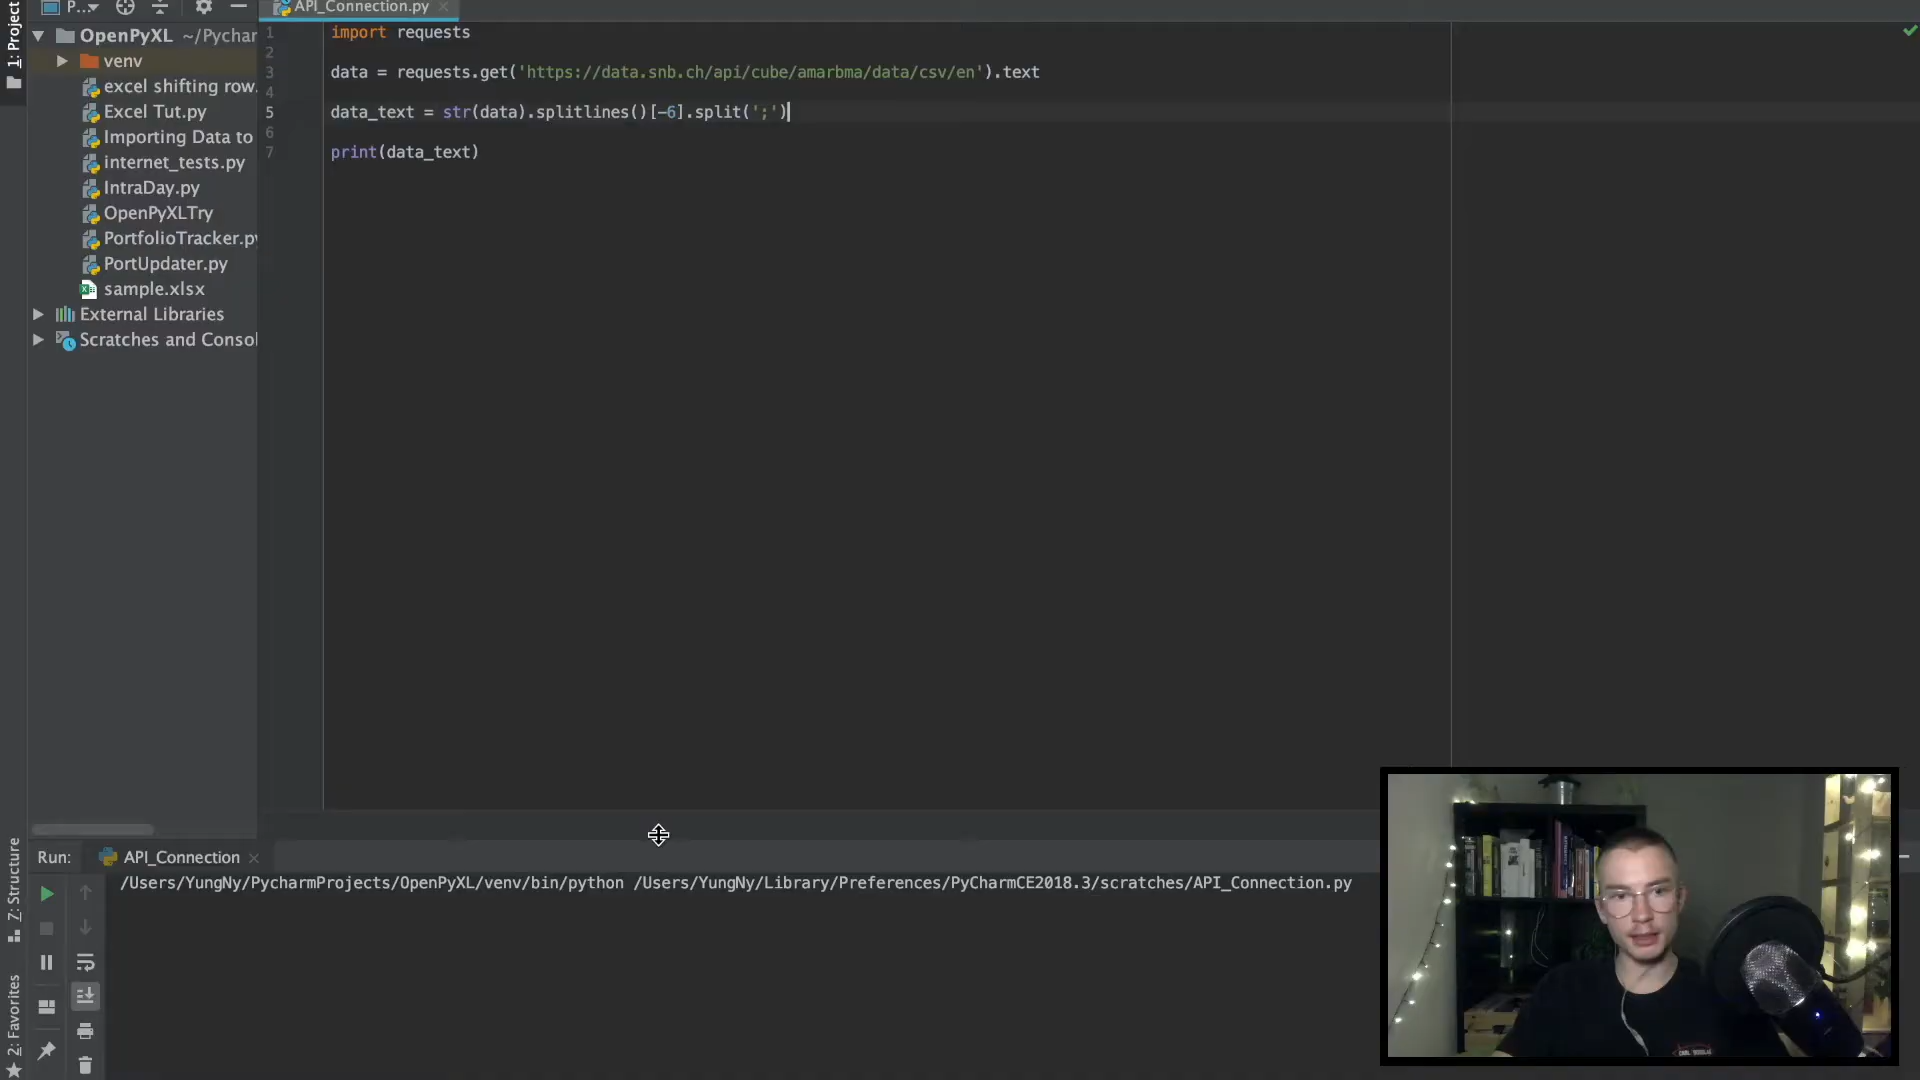 1: Project
P...
API_Connection.py
OpenPyXL ~/Pychar
venv
excel shifting row.
Excel Tut.py
Importing Data to
internet_tests.py
IntraDay.py
OpenPyXLTry
PortfolioTracker.py
PortUpdater.py
sample.xlsx
External Libraries
Scratches and Consol
1 import requests
2
3 data = requests.get('https://data.snb.ch/api/cube/amarbma/data/csv/en').text
4
5 data_text = str(data).splitlines()[-6].split(';')
6
7 print(data_text)
Z: Structure
2: Favorites
Run: API_Connection
/Users/YungNy/PycharmProjects/OpenPyXL/venv/bin/python /Users/YungNy/Library/Preferences/PyCharmCE2018.3/scratches/API_Connection.py